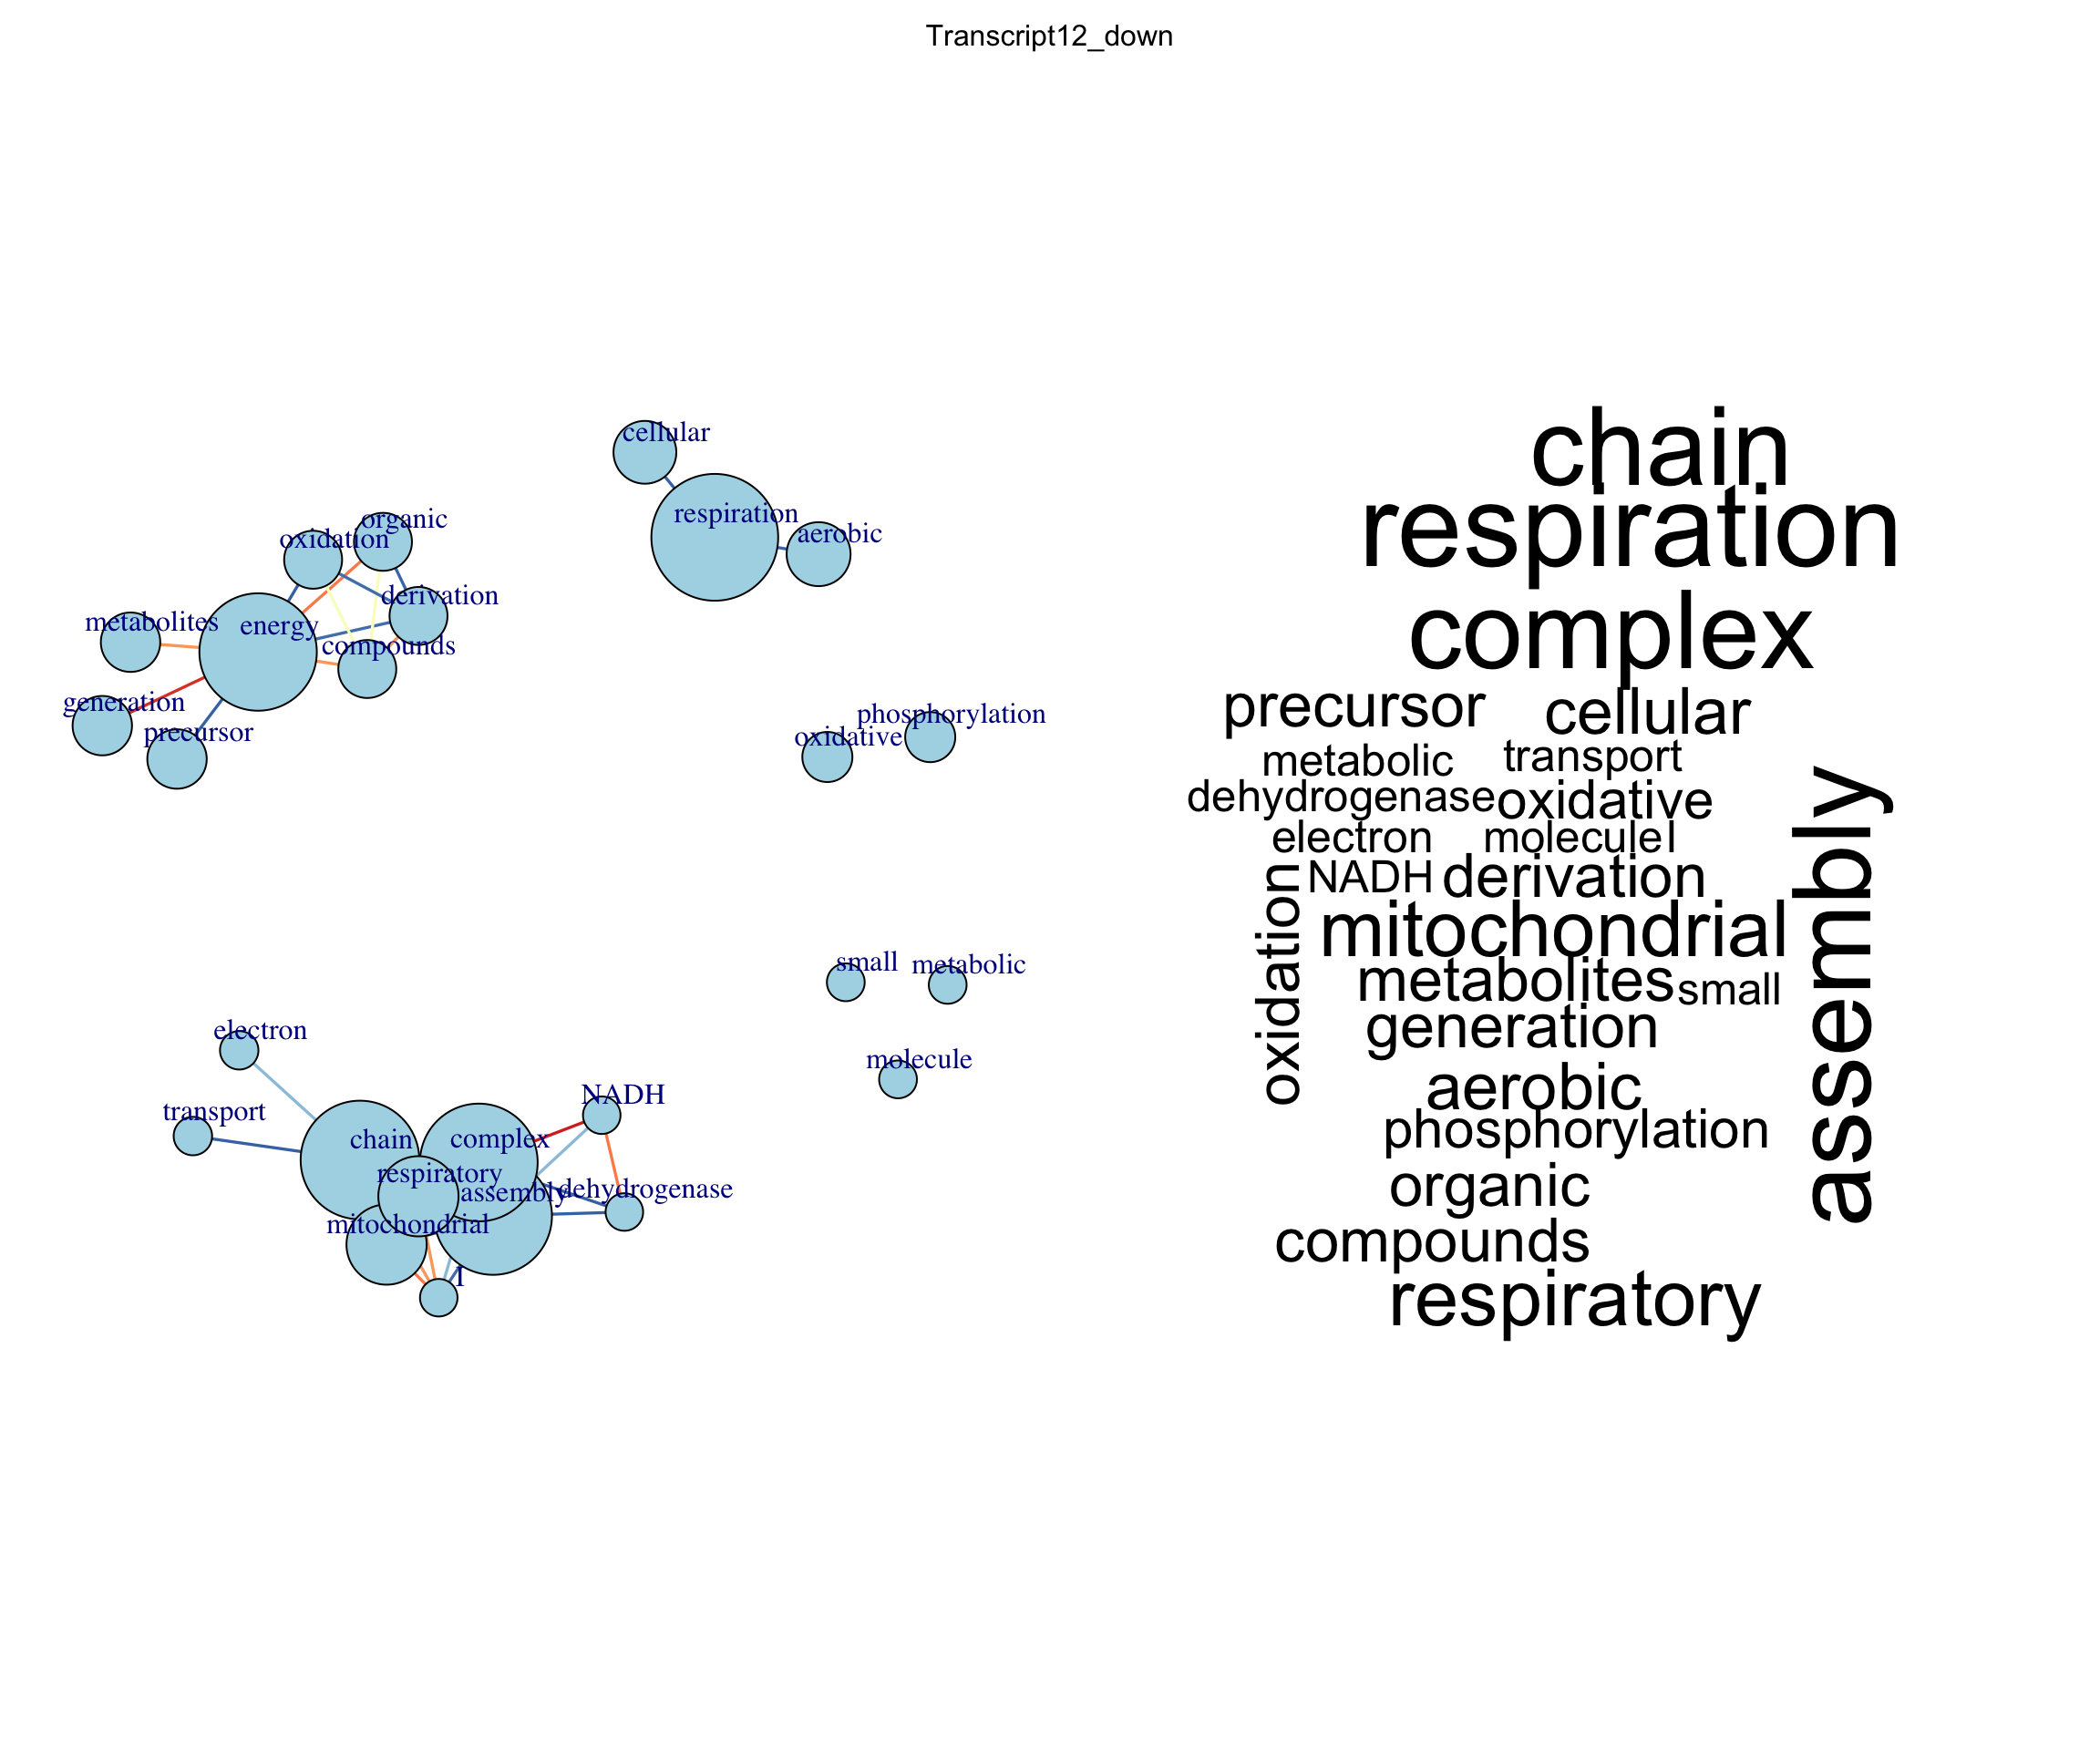 Transcript12_down
cellular
respiration
aerobic
organic
oxidation
derivation
metabolites
energy
compounds
generation
precursor
phosphorylation
oxidative
small
metabolic
molecule
electron
transport
NADH
chain
complex
respiratory
assembly
dehydrogenase
mitochondrial
I
chain
respiration
complex
precursor cellular
metabolic transport
dehydrogenase oxidative
electron molecule I
NADH derivation
oxidation
mitochondrial
assembly
metabolites small
generation
aerobic
phosphorylation
organic
compounds
respiratory